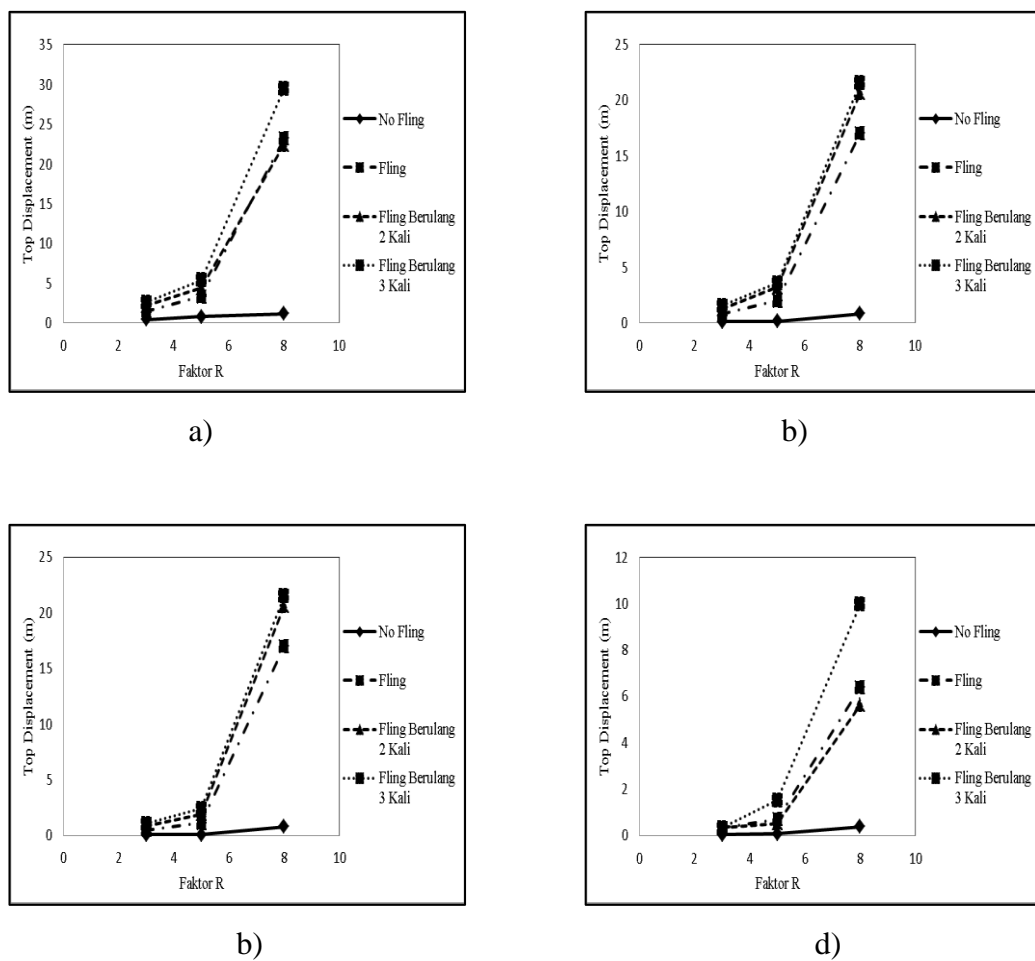 35
30
25
20
15
10
5
0
0 2 4 6 8 10
Top Displacement (m)
Faktor R
No Fling
Fling
Fling Berulang
2 Kali
Fling Berulang
3 Kali
a)
25
20
15
10
5
0
0 2 4 6 8 10
Top Displacement (m)
Faktor R
No Fling
Fling
Fling Berulang
2 Kali
Fling Berulang
3 Kali
b)
25
20
15
10
5
0
0 2 4 6 8 10
Top Displacement (m)
Faktor R
No Fling
Fling
Fling Berulang
2 Kali
Fling Berulang
3 Kali
b)
12
10
8
6
4
2
0
0 2 4 6 8 10
Top Displacement (m)
Faktor R
No Fling
Fling
Fling Berulang
2 Kali
Fling Berulang
3 Kali
d)